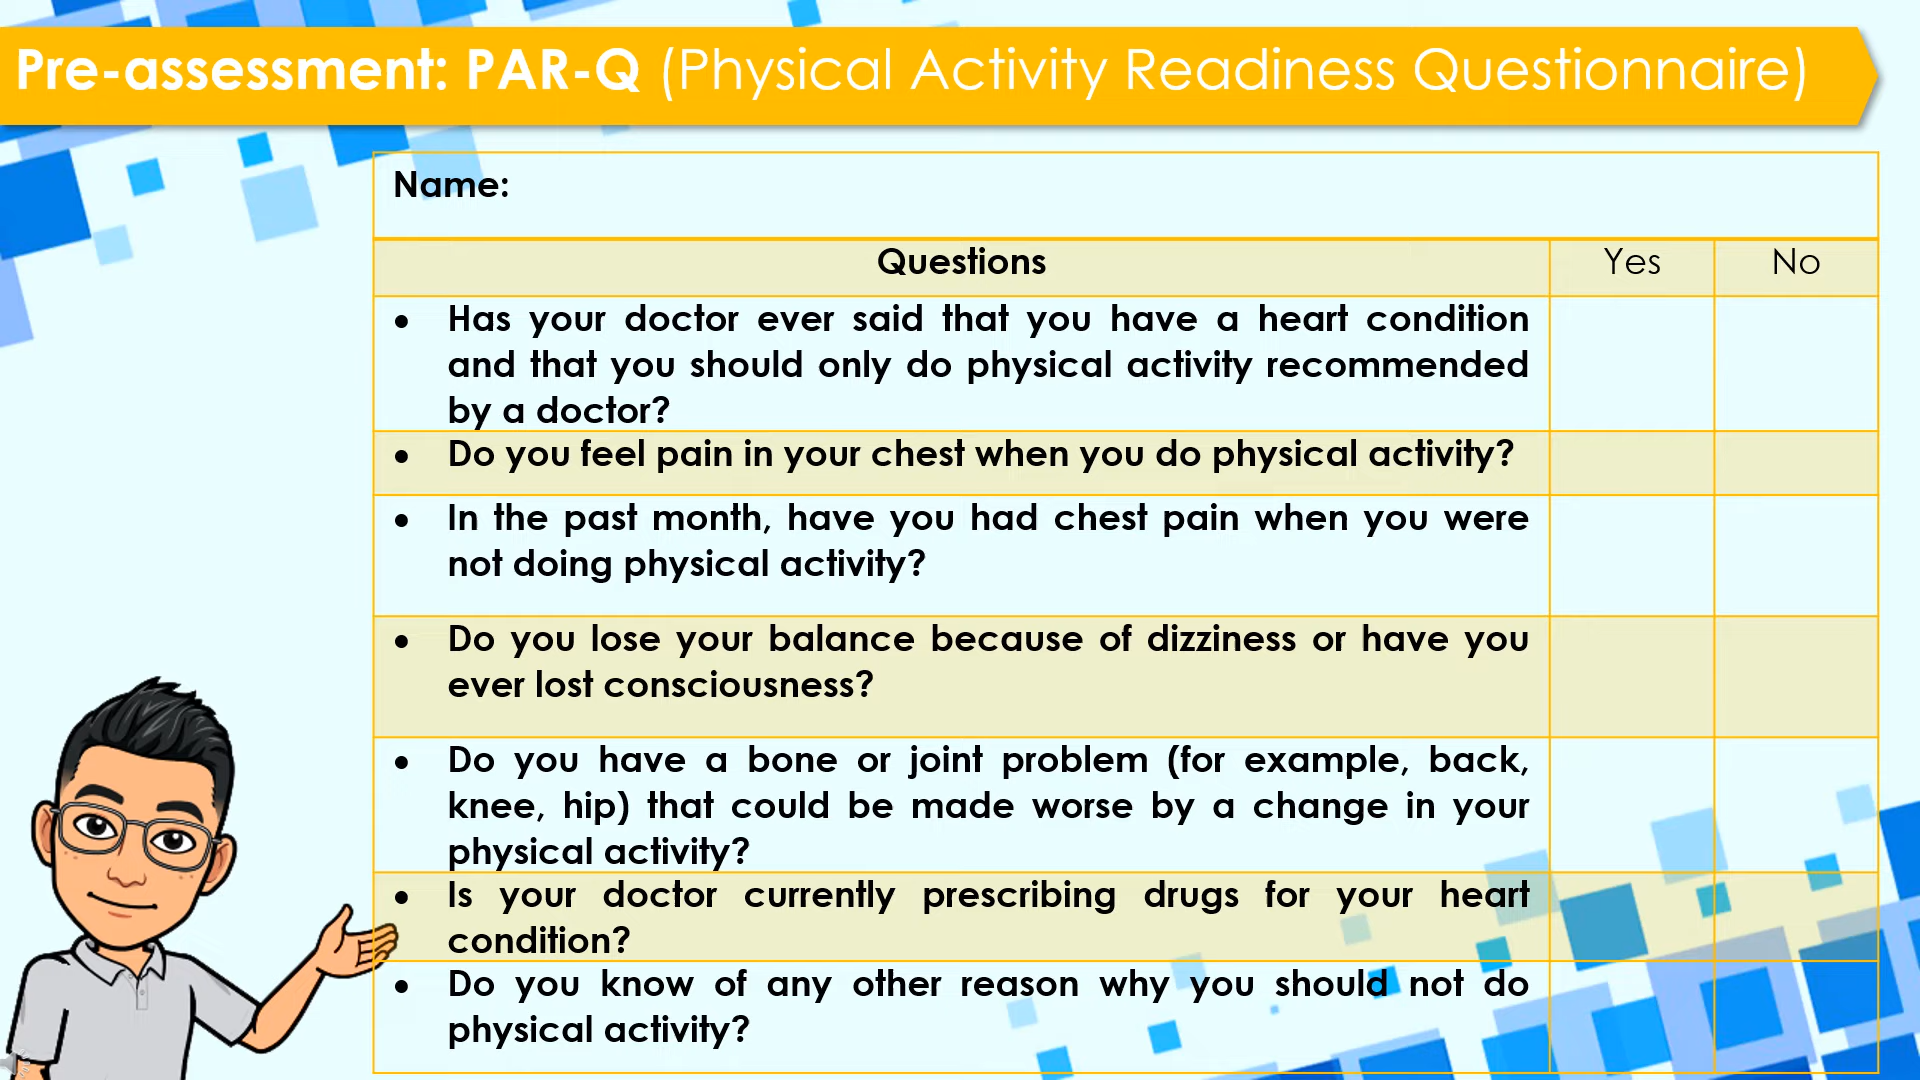 Pre-assessment: PAR-Q (Physical Activity Readiness Questionnaire)
Name:
Questions Yes No
• Has your doctor ever said that you have a heart condition
and that you should only do physical activity recommended
by a doctor?
• Do you feel pain in your chest when you do physical activity?
• In the past month, have you had chest pain when you were
not doing physical activity?
• Do you lose your balance because of dizziness or have you
ever lost consciousness?
• Do you have a bone or joint problem (for example, back,
knee, hip) that could be made worse by a change in your
physical activity?
• Is your doctor currently prescribing drugs for your heart
condition?
• Do you know of any other reason why you should not do
physical activity?